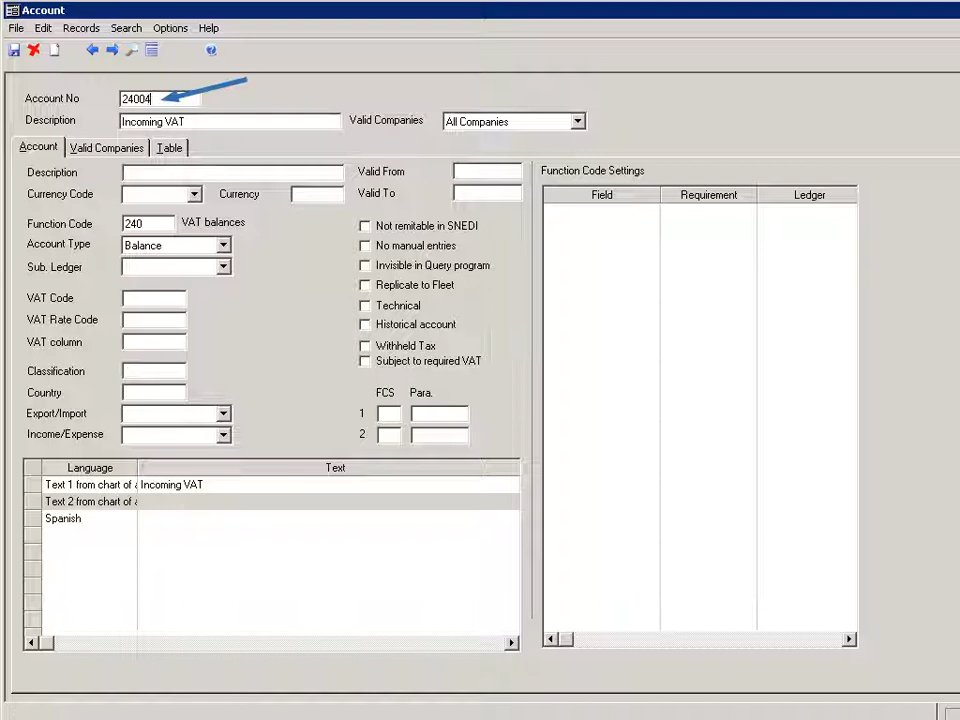 Account
File Edit Records Search Options Help
Account No 24004
Description Incoming VAT Valid Companies All Companies
Account Valid Companies Table
Description Valid From
Currency Code Currency Valid To
Function Code 240 VAT balances
Account Type Balance
Sub. Ledger
VAT Code
VAT Rate Code
VAT column
Classification
Country
Export/Import
Income/Expense
Not remitable in SNEDI
No manual entries
Invisible in Query program
Replicate to Fleet
Technical
Historical account
Withheld Tax
Subject to required VAT
FCS Para.
1
2
Function Code Settings
Field Requirement Ledger
Language Text
Text 1 from chart of a Incoming VAT
Text 2 from chart of a
Spanish